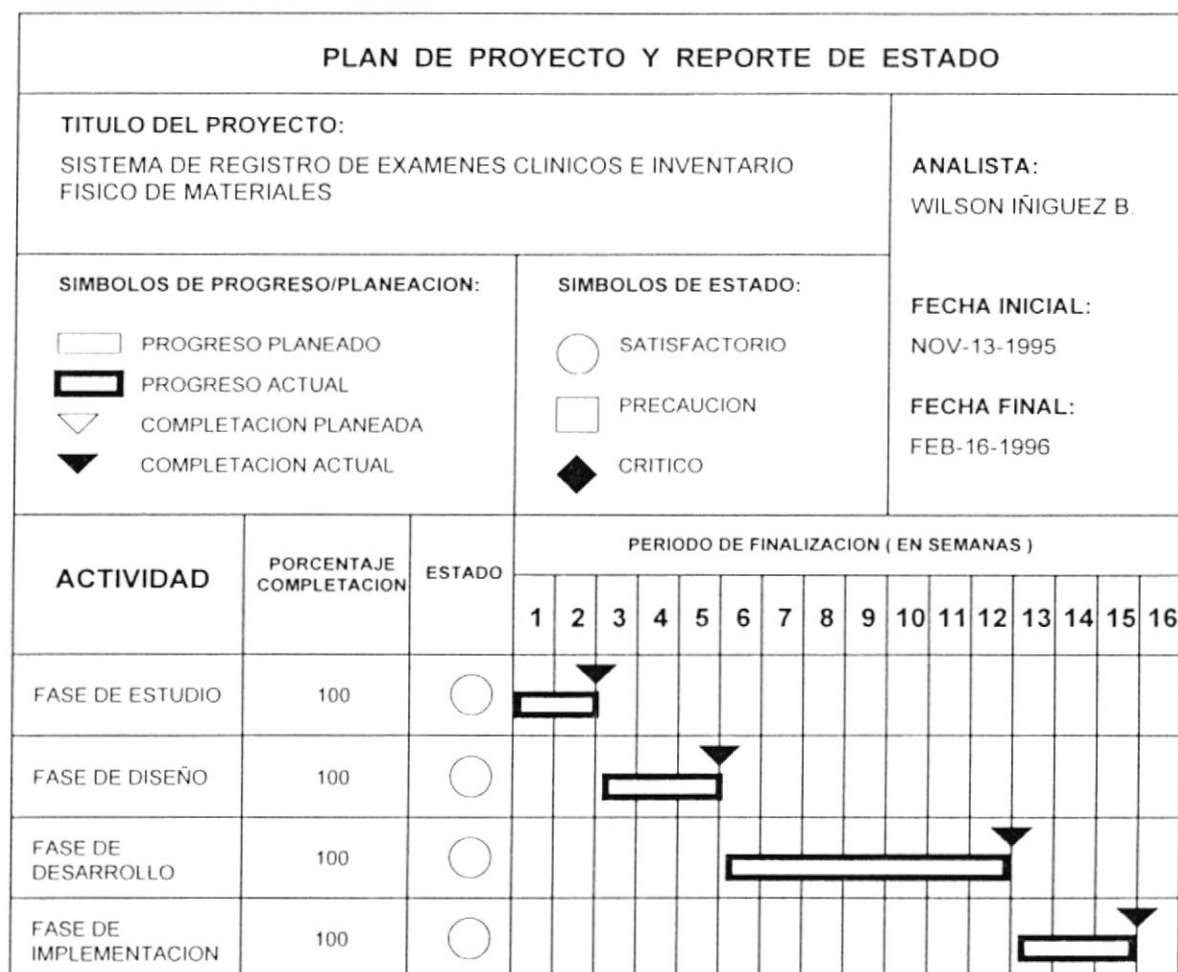 PLAN DE PROYECTO Y REPORTE DE ESTADO
TITULO DEL PROYECTO:
SISTEMA DE REGISTRO DE EXAMENES CLINICOS E INVENTARIO
FISICO DE MATERIALES
ANALISTA:
WILSON IÑIGUEZ B.
FECHA INICIAL:
NOV-13-1995
FECHA FINAL:
FEB-16-1996
SIMBOLOS DE PROGRESO/PLANEACION:
PROGRESO PLANEADO
PROGRESO ACTUAL
COMPLETACION PLANEADA
COMPLETACION ACTUAL
SIMBOLOS DE ESTADO:
SATISFACTORIO
PRECAUCION
CRITICO
ACTIVIDAD
PORCENTAJE
COMPLETACION
ESTADO
PERIODO DE FINALIZACION ( EN SEMANAS )
1 2 3 4 5 6 7 8 9 10 11 12 13 14 15 16
FASE DE ESTUDIO 100
FASE DE DISEÑO 100
FASE DE
DESARROLLO 100
FASE DE
IMPLEMENTACION 100